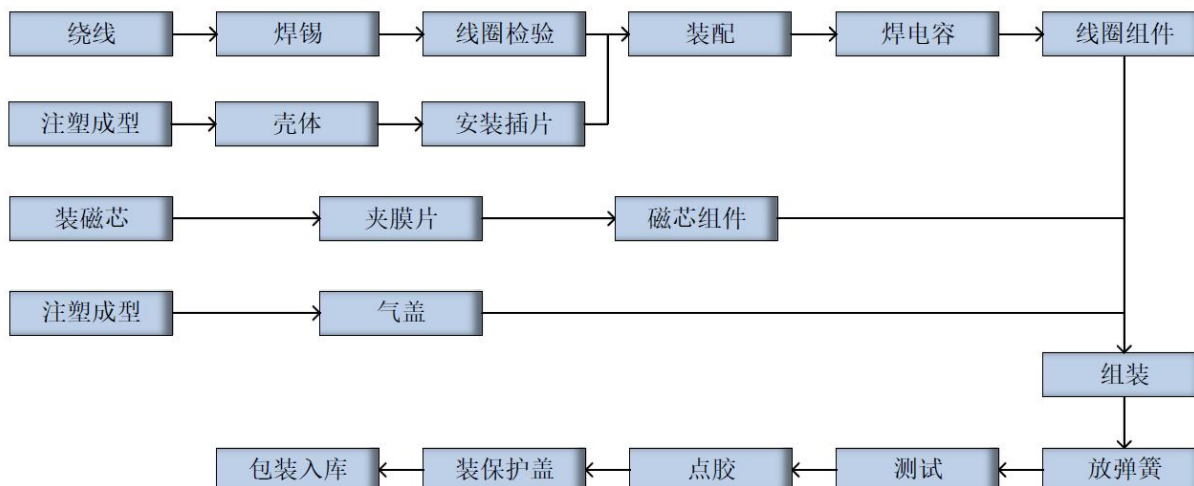 绕线 焊锡 线圈检验 装配 焊电容 线圈组件
注塑成型 壳体 安装插片
装磁芯 夹膜片 磁芯组件
注塑成型 气盖
组装
包装入库 装保护盖 点胶 测试 放弹簧